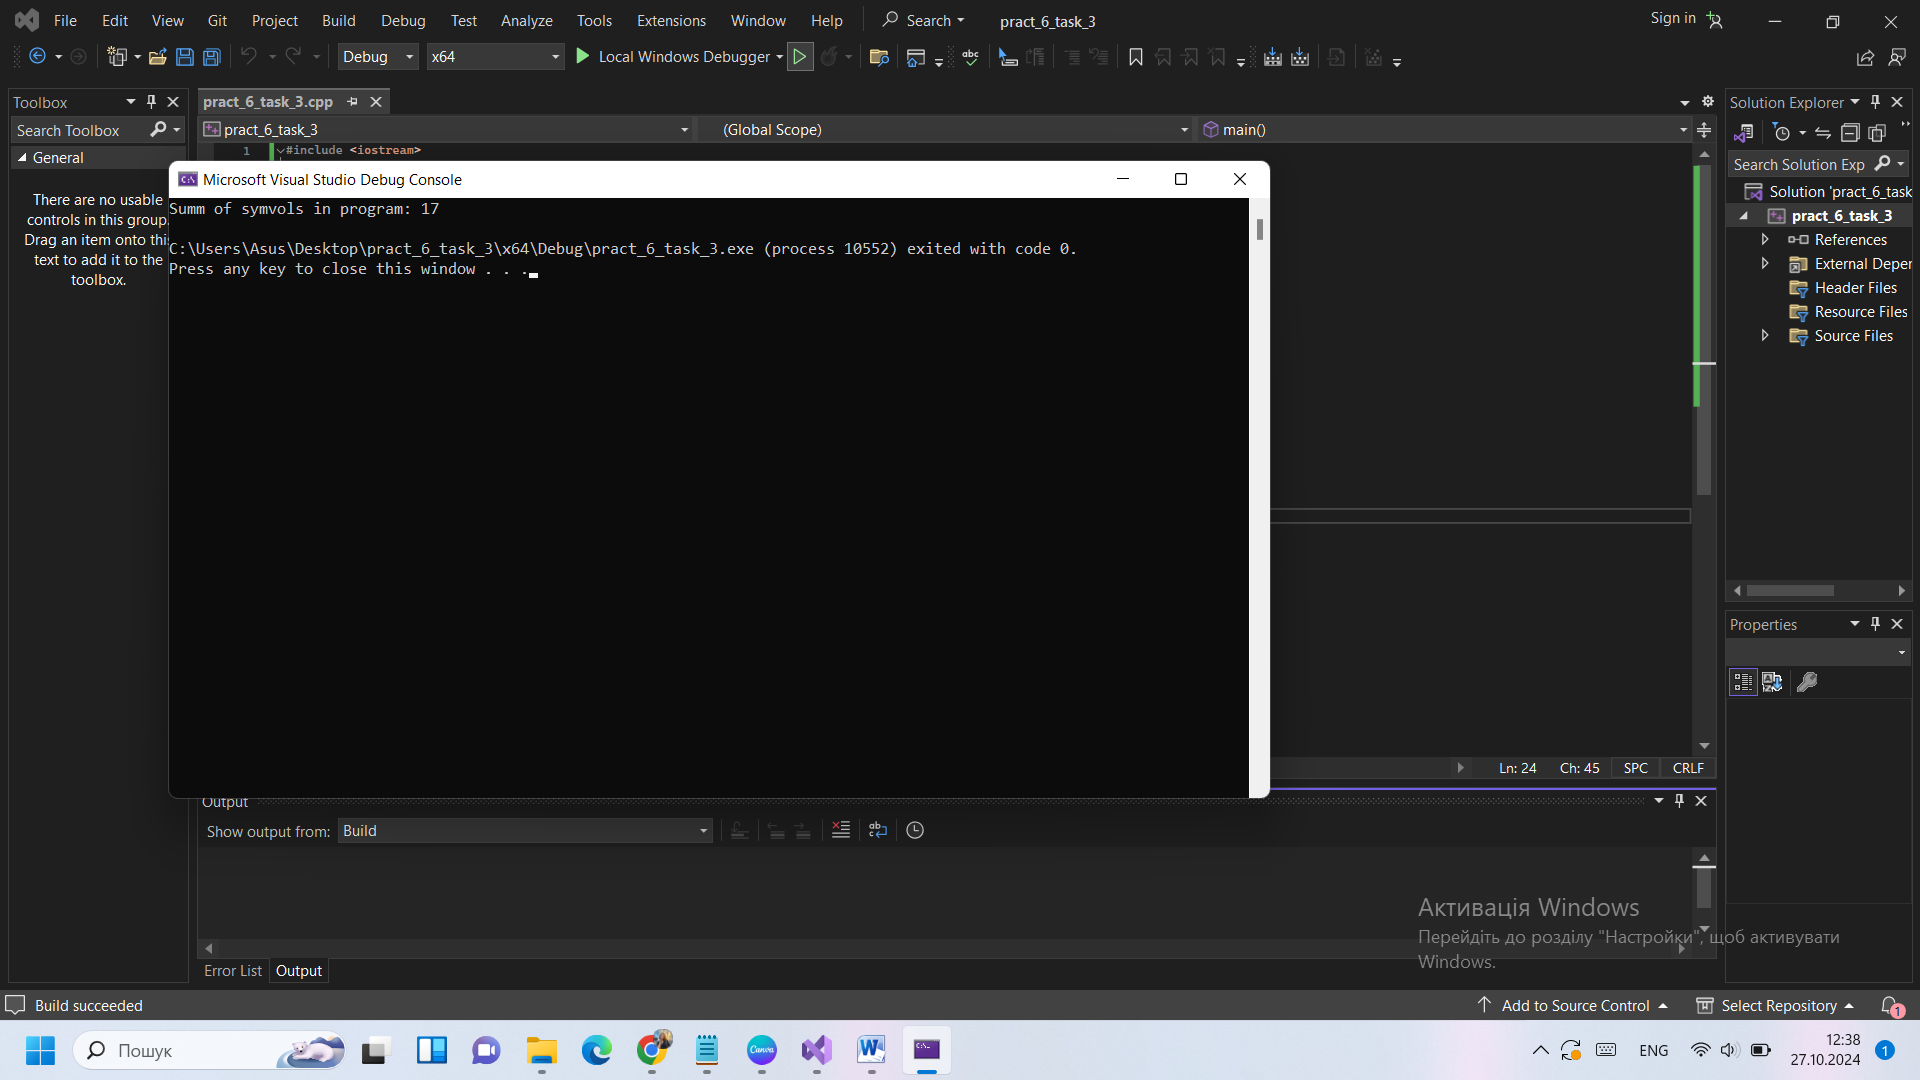 File Edit View Git Project Build Debug Test Analyze Tools Extensions Window Help Search pract_6_task_3 Sign in
Debug x64 Local Windows Debugger
Toolbox
Search Toolbox
General
There are no usable
controls in this group.
Drag an item onto this
text to add it to the
toolbox.
pract_6_task_3.cpp
pract_6_task_3 (Global Scope) main()
1 #include <iostream>
Microsoft Visual Studio Debug Console
Summ of symvols in program: 17
C:\Users\Asus\Desktop\pract_6_task_3\x64\Debug\pract_6_task_3.exe (process 10552) exited with code 0.
Press any key to close this window . . .
Ln: 24 Ch: 45 SPC CRLF
Output
Show output from: Build
Error List Output
Solution Explorer
Search Solution Exp
Solution 'pract_6_task
pract_6_task_3
References
External Deper
Header Files
Resource Files
Source Files
Properties
Активація Windows
Перейдіть до розділу "Настройки", щоб активувати
Windows.
Build succeeded Add to Source Control Select Repository 1
Пошук Canva ENG 12:38 1
27.10.2024